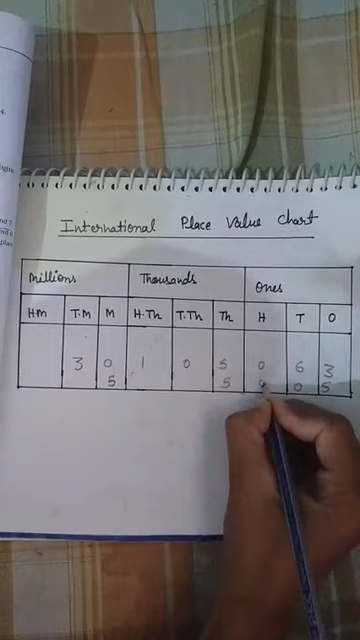 International Place Value Chart
Millions Thousands Ones
H.M T.M M H.Th T.Th Th H T O
3 0 1 0 5 0 6 3
5 5 0 5